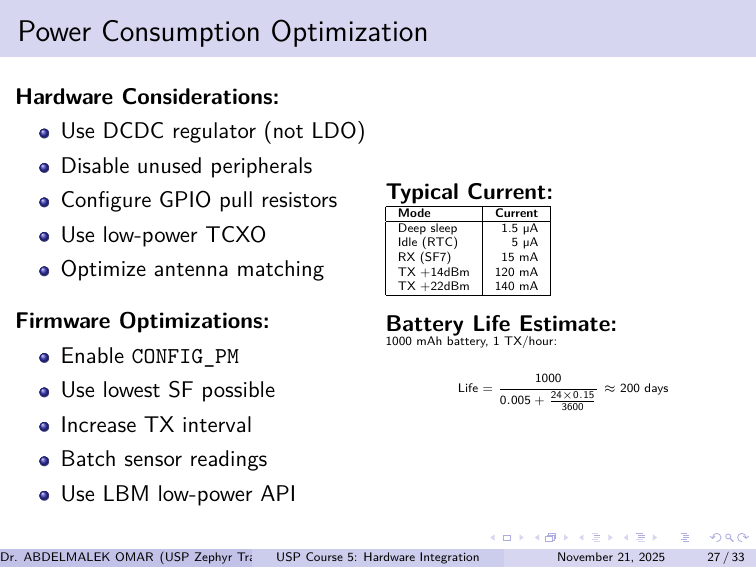 Power Consumption Optimization
Hardware Considerations:
Use DCDC regulator (not LDO)
Disable unused peripherals
Configure GPIO pull resistors
Use low-power TCXO
Optimize antenna matching
Firmware Optimizations:
Enable CONFIG_PM
Use lowest SF possible
Increase TX interval
Batch sensor readings
Use LBM low-power API
Typical Current:
Mode Current
Deep sleep 1.5 µA
Idle (RTC) 5 µA
RX (SF7) 15 mA
TX +14dBm 120 mA
TX +22dBm 140 mA
Battery Life Estimate:
1000 mAh battery, 1 TX/hour:
Life = 1000 / (0.005 + (24×0.15 / 3600)) ≈ 200 days
Dr. ABDELMALEK OMAR (USP Zephyr Tra USP Course 5: Hardware Integration November 21, 2025 27 / 33